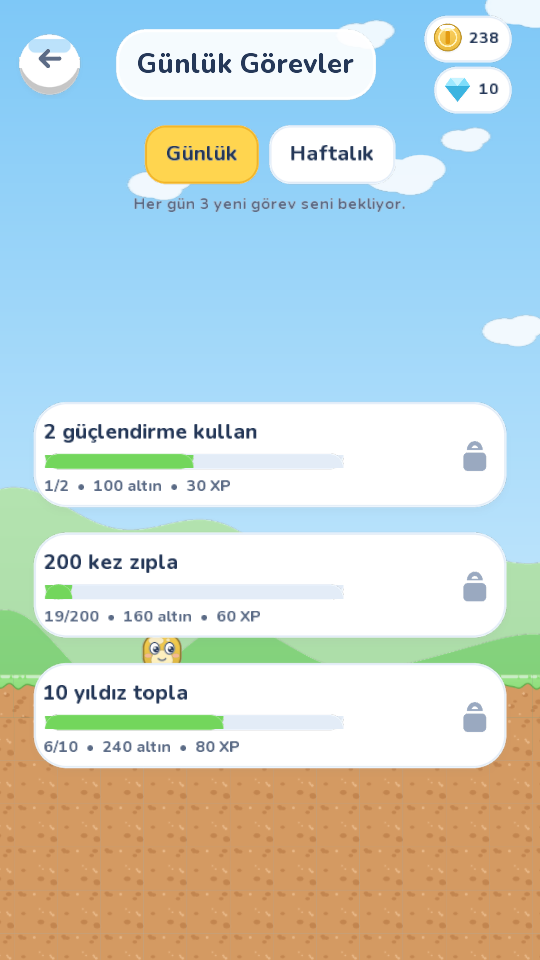 Günlük Görevler
238
10
Günlük
Haftalık
Her gün 3 yeni görev seni bekliyor.
2 güçlendirme kullan
1/2 • 100 altın • 30 XP
200 kez zıpla
19/200 • 160 altın • 60 XP
10 yıldız topla
6/10 • 240 altın • 80 XP